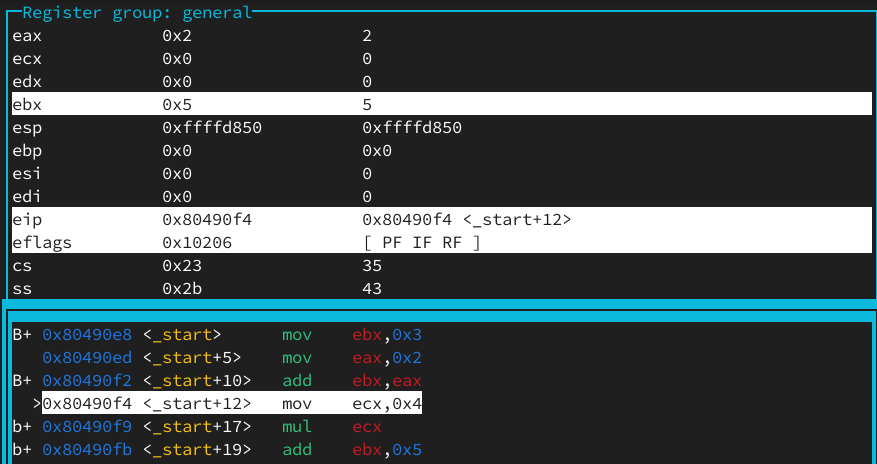 Register group: general
eax 0x2 2
ecx 0x0 0
edx 0x0 0
ebx 0x5 5
esp 0xffffd850 0xffffd850
ebp 0x0 0x0
esi 0x0 0
edi 0x0 0
eip 0x80490f4 0x80490f4 <_start+12>
eflags 0x10206 [ PF IF RF ]
cs 0x23 35
ss 0x2b 43
B+ 0x80490e8 <_start> mov ebx,0x3
0x80490ed <_start+5> mov eax,0x2
B+ 0x80490f2 <_start+10> add ebx,eax
>0x80490f4 <_start+12> mov ecx,0x4
b+ 0x80490f9 <_start+17> mul ecx
b+ 0x80490fb <_start+19> add ebx,0x5